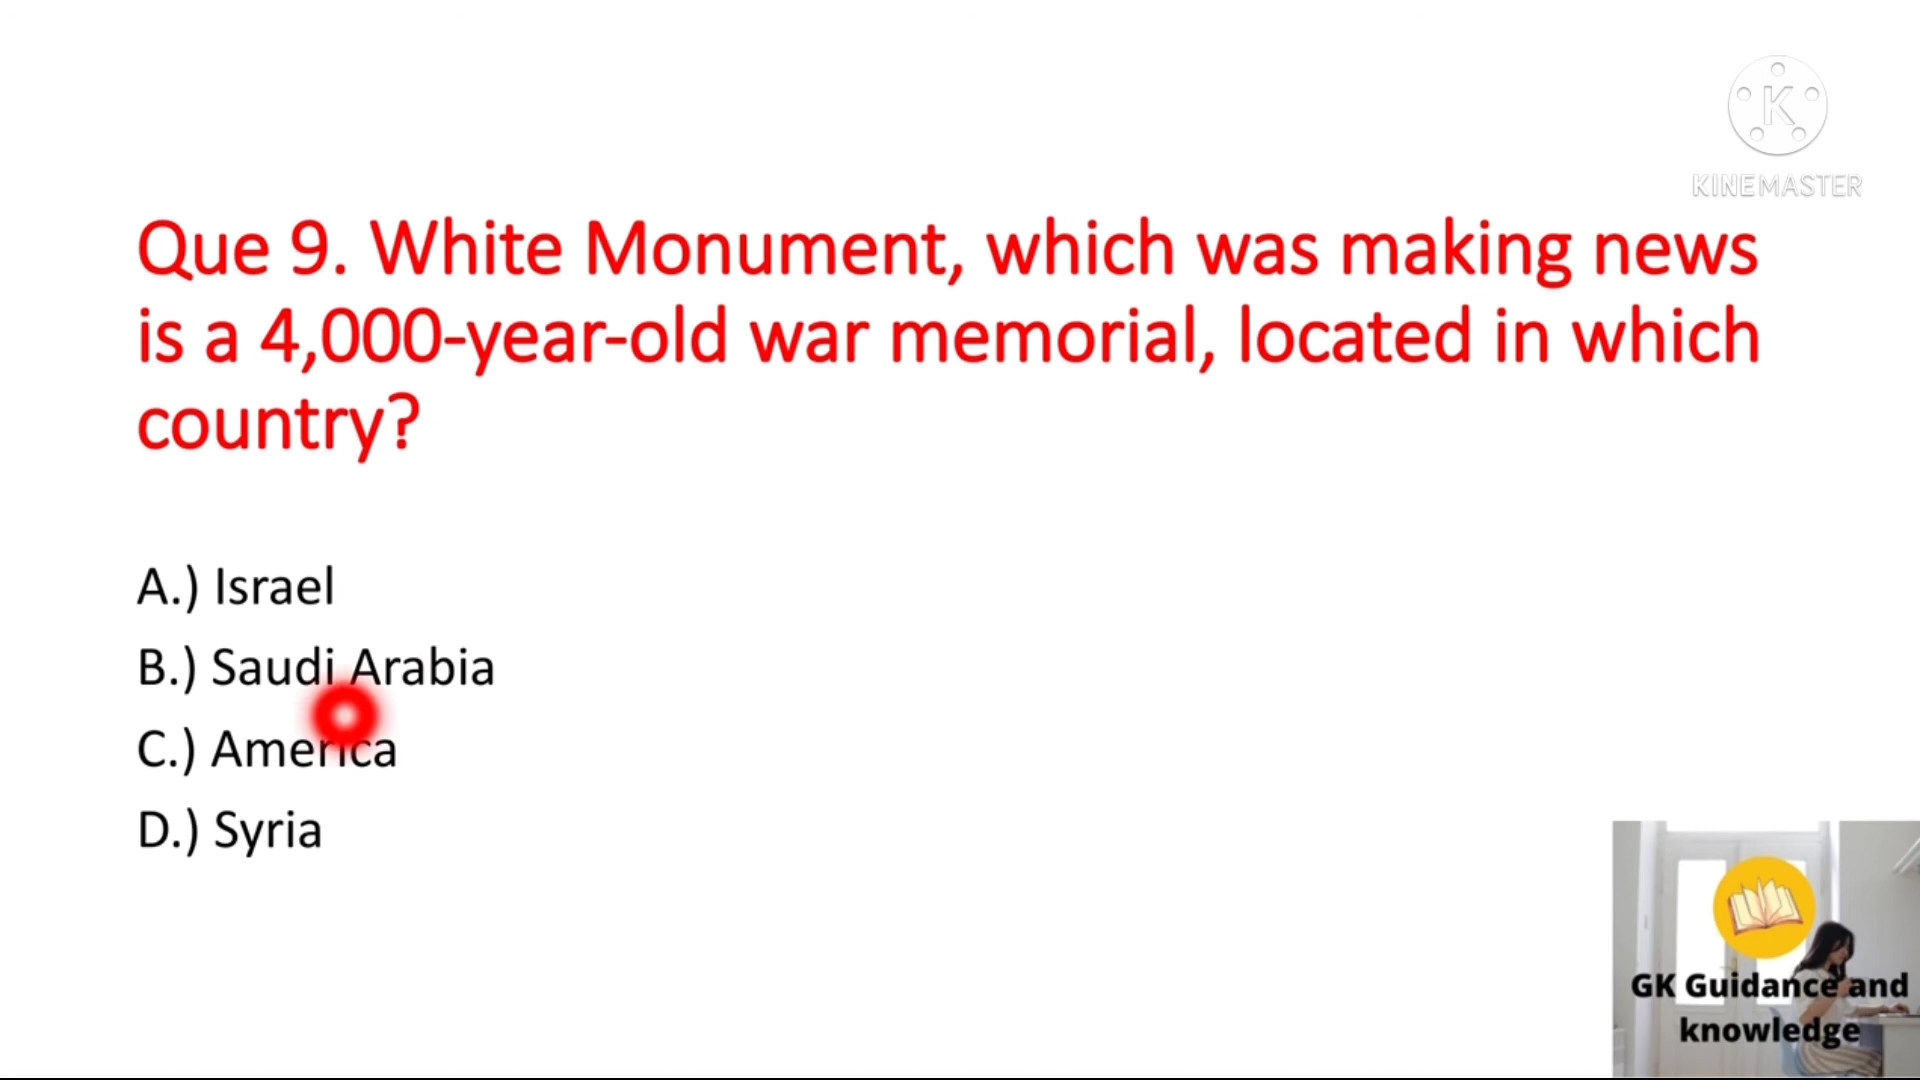 KINEMASTER
Que 9. White Monument, which was making news
is a 4,000-year-old war memorial, located in which
country?
A.) Israel
B.) Saudi Arabia
C.) America
D.) Syria
GK Guidance and
knowledge